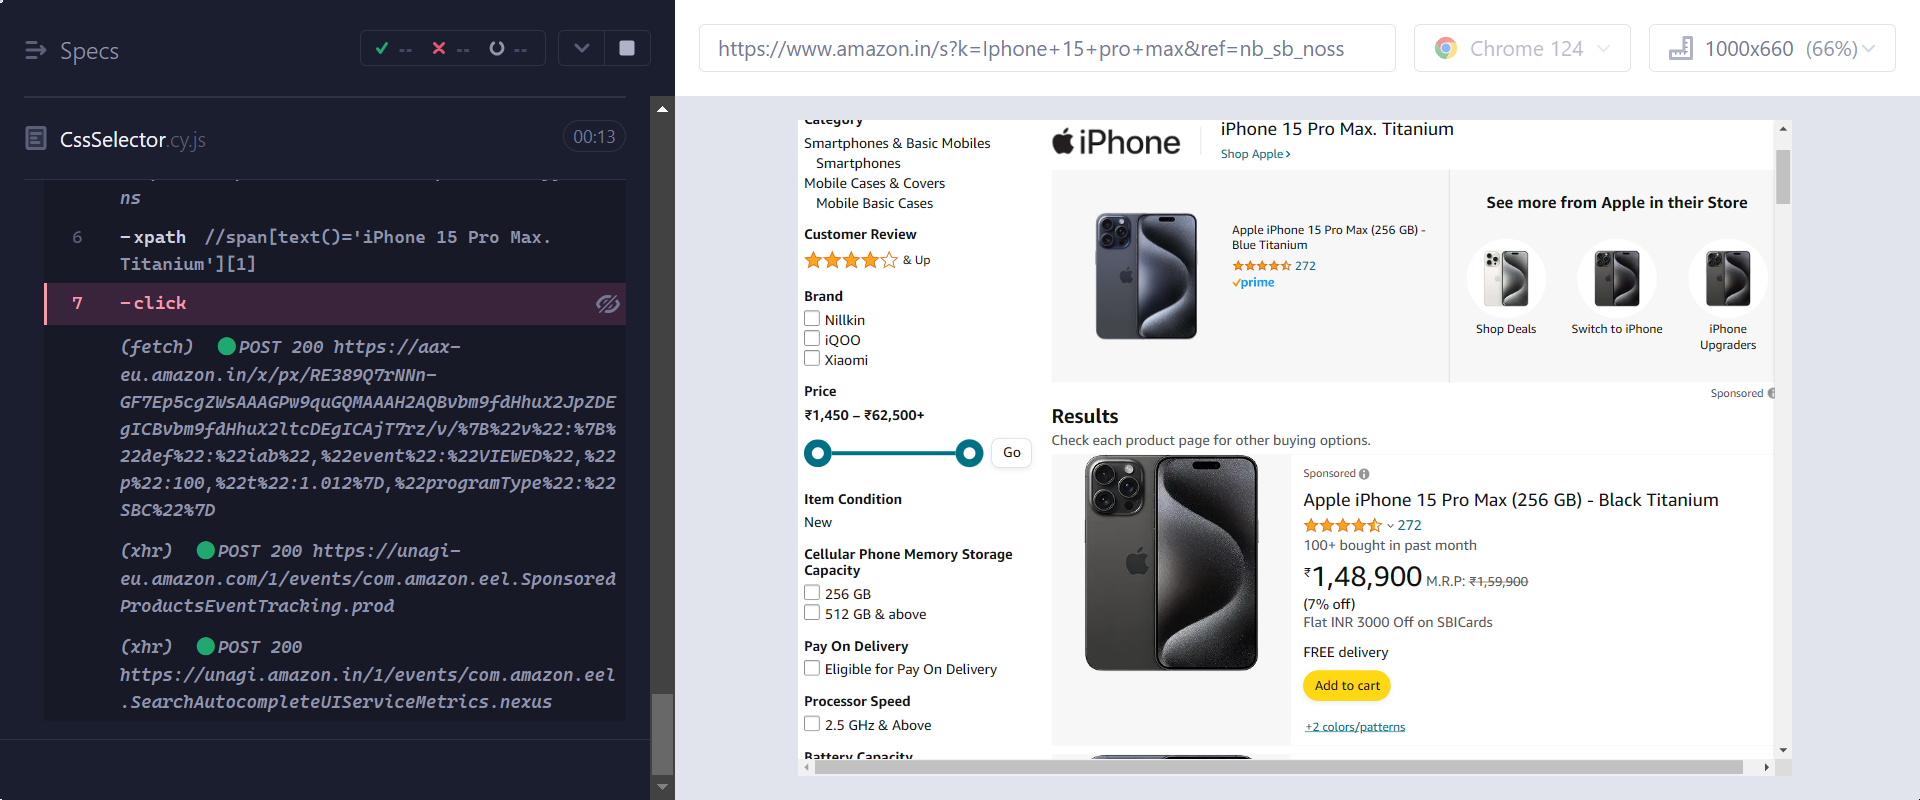 Specs
-- -- --
CssSelector.cy.js
00:13
ns
6 -xpath //span[text()='iPhone 15 Pro Max.
Titanium'][1]
7 -click
(fetch) POST 200 https://aax-
eu.amazon.in/x/px/RE389Q7rNNn-
GF7Ep5cgZWsAAAGPw9quGQMAAAH2AQBvbm9fdHhuX2JpZDE
gICBvbm9fdHhuX2ltcDEgICAjT7rz/v/%7B%22v%22:%7B%
22def%22:%22iab%22,%22event%22:%22VIEWED%22,%22
p%22:100,%22t%22:1.012%7D,%22programType%22:%22
SBC%22%7D
(xhr) POST 200 https://unagi-
eu.amazon.com/1/events/com.amazon.eel.Sponsored
ProductsEventTracking.prod
(xhr) POST 200
https://unagi.amazon.in/1/events/com.amazon.eel
.SearchAutocompleteUIServiceMetrics.nexus
https://www.amazon.in/s?k=Iphone+15+pro+max&ref=nb_sb_noss
Chrome 124
1000x660 (66%)
Category
Smartphones & Basic Mobiles
Smartphones
Mobile Cases & Covers
Mobile Basic Cases
Customer Review
& Up
Brand
Nillkin
iQOO
Xiaomi
Price
₹1,450 – ₹62,500+
Go
Item Condition
New
Cellular Phone Memory Storage
Capacity
256 GB
512 GB & above
Pay On Delivery
Eligible for Pay On Delivery
Processor Speed
2.5 GHz & Above
Battery Capacity
iPhone
iPhone 15 Pro Max. Titanium
Shop Apple ›
Apple iPhone 15 Pro Max (256 GB) -
Blue Titanium
272
prime
See more from Apple in their Store
Shop Deals
Switch to iPhone
iPhone
Upgraders
Sponsored
Results
Check each product page for other buying options.
Sponsored
Apple iPhone 15 Pro Max (256 GB) - Black Titanium
272
100+ bought in past month
₹1,48,900 M.R.P: ₹1,59,900
(7% off)
Flat INR 3000 Off on SBICards
FREE delivery
Add to cart
+2 colors/patterns